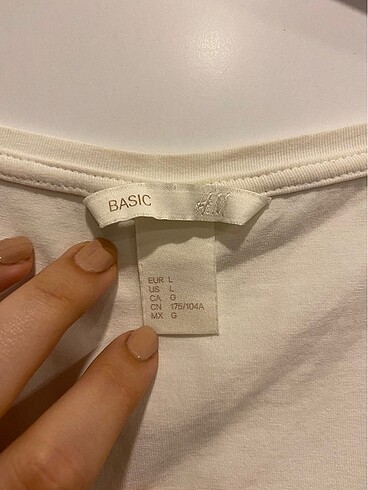 BASIC H&M
EUR L
US L
CA G
CN 175/104A
MX G